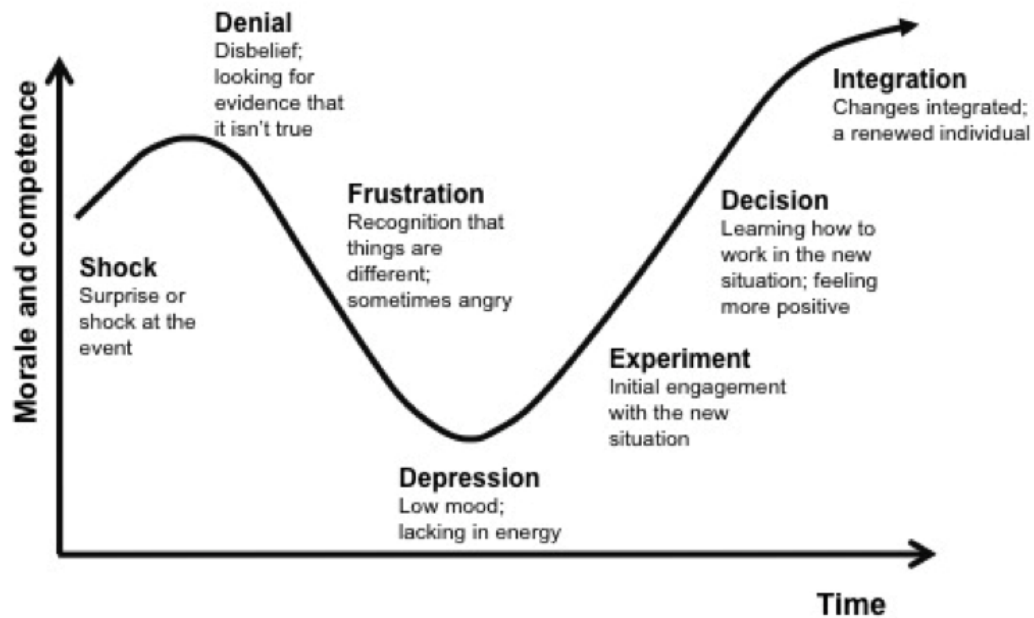 Morale and competence
Denial
Disbelief;
looking for
evidence that
it isn't true
Shock
Surprise or
shock at the
event
Frustration
Recognition that
things are
different;
sometimes angry
Depression
Low mood;
lacking in energy
Experiment
Initial engagement
with the new
situation
Decision
Learning how to
work in the new
situation; feeling
more positive
Integration
Changes integrated;
a renewed individual
Time